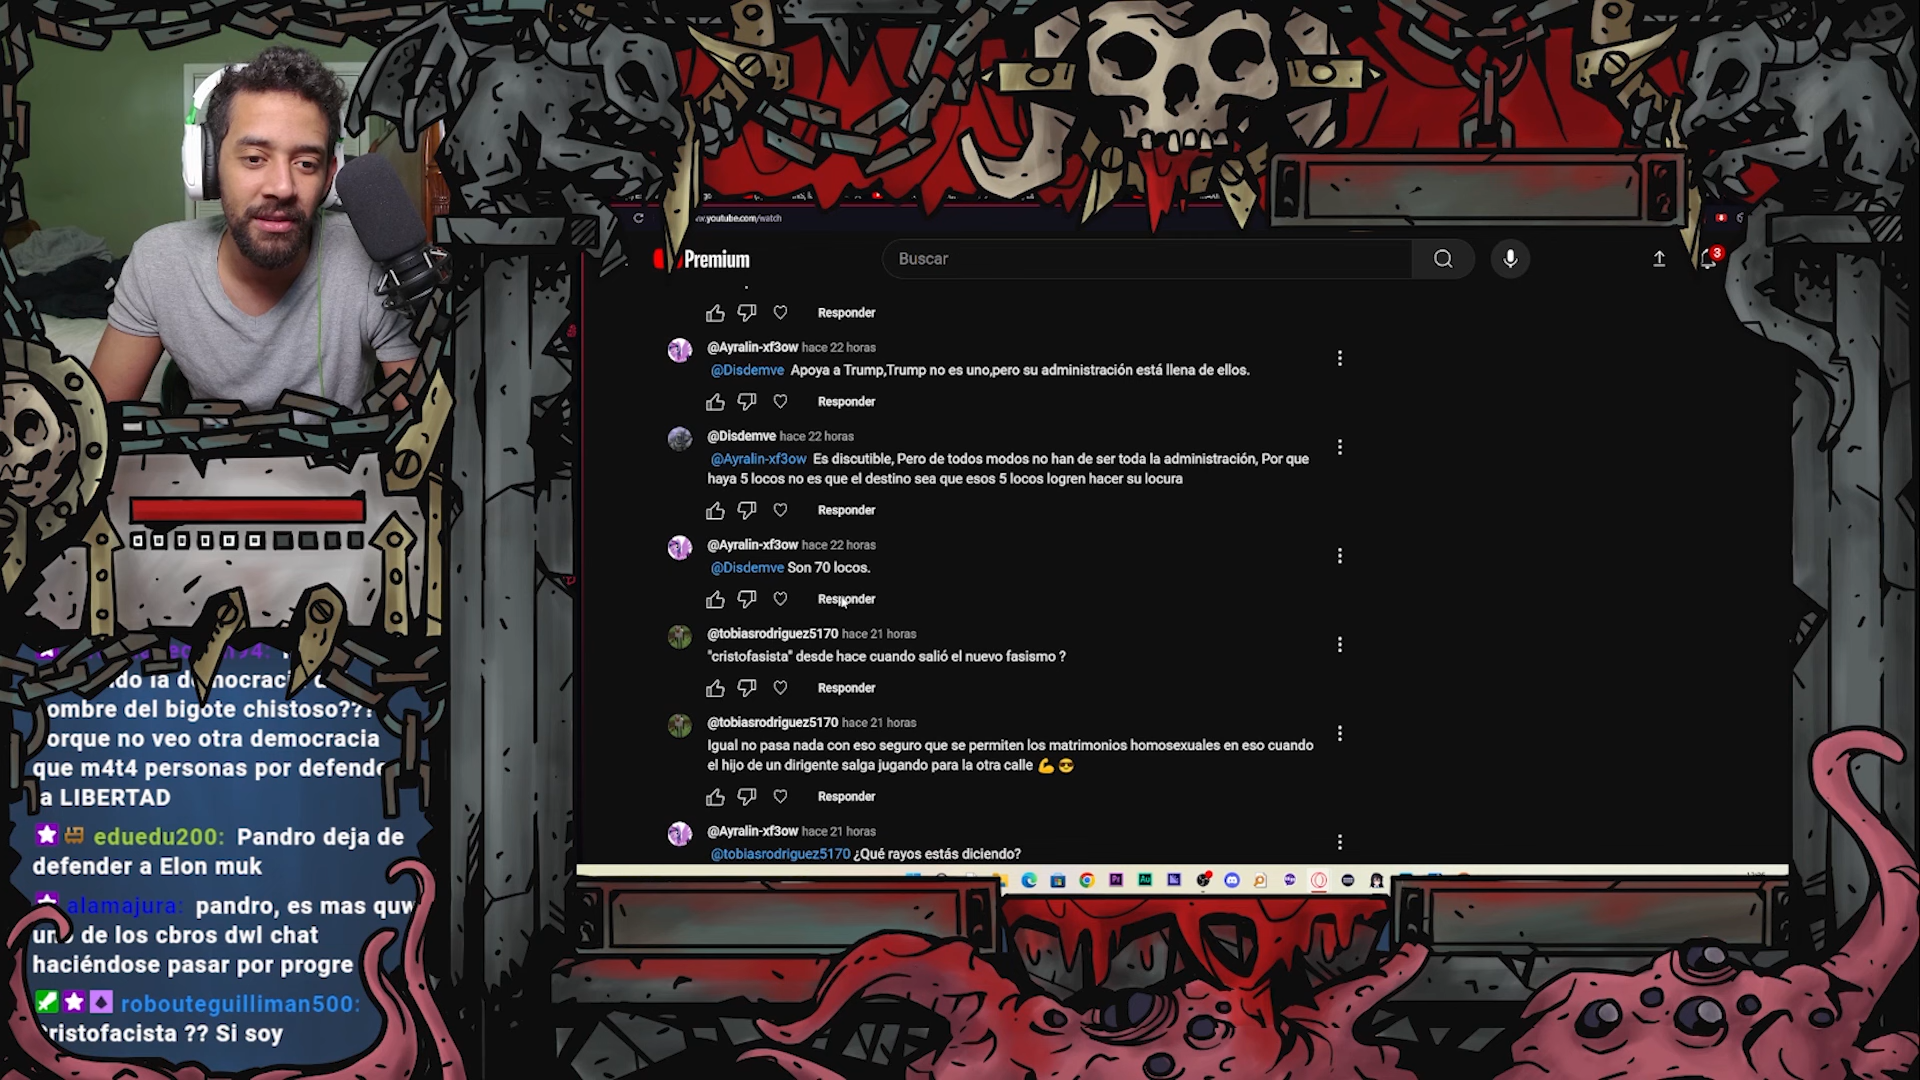 youtube.com/watch
Premium
Buscar
3
Responder
@Ayralin-xf3ow hace 22 horas
@Disdemve Apoya a Trump,Trump no es uno,pero su administración está llena de ellos.
Responder
@Disdemve hace 22 horas
@Ayralin-xf3ow Es discutible, Pero de todos modos no han de ser toda la administración, Por que
haya 5 locos no es que el destino sea que esos 5 locos logren hacer su locura
Responder
@Ayralin-xf3ow hace 22 horas
@Disdemve Son 70 locos.
Responder
@tobiasrodriguez5170 hace 21 horas
"cristofasista" desde hace cuando salió el nuevo fasismo ?
Responder
@tobiasrodriguez5170 hace 21 horas
Igual no pasa nada con eso seguro que se permiten los matrimonios homosexuales en eso cuando
el hijo de un dirigente salga jugando para la otra calle 💪 😎
Responder
@Ayralin-xf3ow hace 21 horas
@tobiasrodriguez5170 ¿Qué rayos estás diciendo?
ombre del bigote chistoso???
orque no veo otra democracia
que m4t4 personas por defende
a LIBERTAD
eduedu200: Pandro deja de
defender a Elon muk
alamajura: pandro, es mas quw
uno de los cbros dwl chat
haciéndose pasar por progre
robouteguilliman500:
ristofacista ?? Si soy